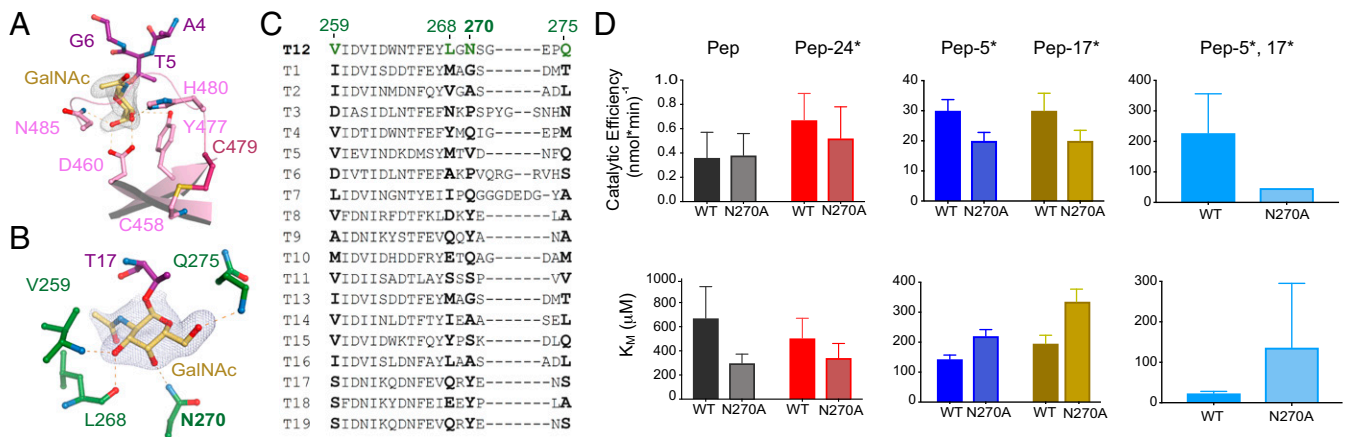 A
G6
A4
T5
GalNAc
H480
N485
Y477
C479
D460
C458
B
T17
Q275
V259
GalNAc
L268
N270
C
259 268 270 275
T12 VIDVIDWNTFEYLGNSG------EPQ
T1 IIDVISDDTFEYMAGS-------DMT
T2 IIDVINMDNFQYVGAS-------DNL
T3 DIASIDLNTFEFNKPSPYG-SNHN
T4 VIDTIDWNTFEYMQIG------EPM
T5 VIEVINDKDMSYMTVD-------NFQ
T6 DIVTIDLNTFEFAKPVQRG-RVHS
T7 LIDVINGNTYEIIPQGGGDEDG-YA
T8 VFDNIRFDTFKLDKYE--------LA
T9 AIDNIKYSTFEVQQYA--------NA
T10 MIDVIDHDDFRYETQAG------DAM
T11 VIDSIADTLAYSSSP---------VV
T13 IIDVISDDTFEYMAGS-------DMT
T14 VIDIINLDTFTYIEAS-------EL
T15 VIDVIDWKTFQYYPSK-------DLQ
T16 IIDVISLDNFAYLAAS-------DL
T17 SIDNIKQDNFEVQRYE--------NS
T18 SFDNIKYDNFEIEEYP--------LA
T19 SIDNIKQDNFEIQRYV--------NS
D
Pep Pep-24* Pep-5* Pep-17* Pep-5*, 17*
Catalytic Efficiency
(nmol*min)-1
1.0
0.8
0.6
0.4
0.2
0.0
WT N270A WT N270A
40
30
20
10
0
WT N270A WT N270A
400
300
200
100
0
WT N270A
KM (µM)
1000
800
600
400
200
0
WT N270A WT N270A
400
300
200
100
0
WT N270A WT N270A
300
200
100
0
WT N270A